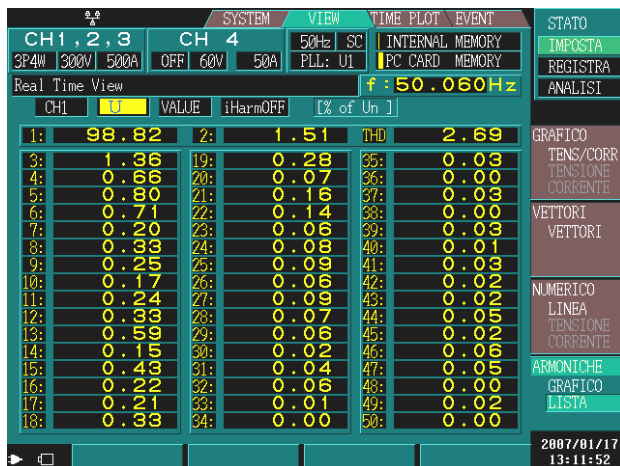 SYSTEM VIEW TIME PLOT EVENT
CH1,2,3 CH 4 50Hz SC INTERNAL MEMORY
3P4W 300V 500A OFF 60V 50A PLL: U1 PC CARD MEMORY
Real Time View f:50.060Hz
CH1 U VALUE iHarmOFF [% of Un ]
1: 98.82 2: 1.51 THD 2.69
3: 1.36 19: 0.28 35: 0.03
4: 0.66 20: 0.07 36: 0.00
5: 0.80 21: 0.16 37: 0.03
6: 0.71 22: 0.14 38: 0.00
7: 0.20 23: 0.06 39: 0.03
8: 0.33 24: 0.08 40: 0.01
9: 0.25 25: 0.09 41: 0.03
10: 0.17 26: 0.06 42: 0.02
11: 0.24 27: 0.09 43: 0.02
12: 0.33 28: 0.07 44: 0.05
13: 0.59 29: 0.06 45: 0.02
14: 0.15 30: 0.02 46: 0.06
15: 0.43 31: 0.04 47: 0.05
16: 0.22 32: 0.06 48: 0.00
17: 0.21 33: 0.01 49: 0.02
18: 0.33 34: 0.00 50: 0.00
STATO
IMPOSTA
REGISTRA
ANALISI
GRAFICO
TENS/CORR
TENSIONE
CORRENTE
VETTORI
VETTORI
NUMERICO
LINEA
TENSIONE
CORRENTE
ARMONICHE
GRAFICO
LISTA
2007/01/17
13:11:52